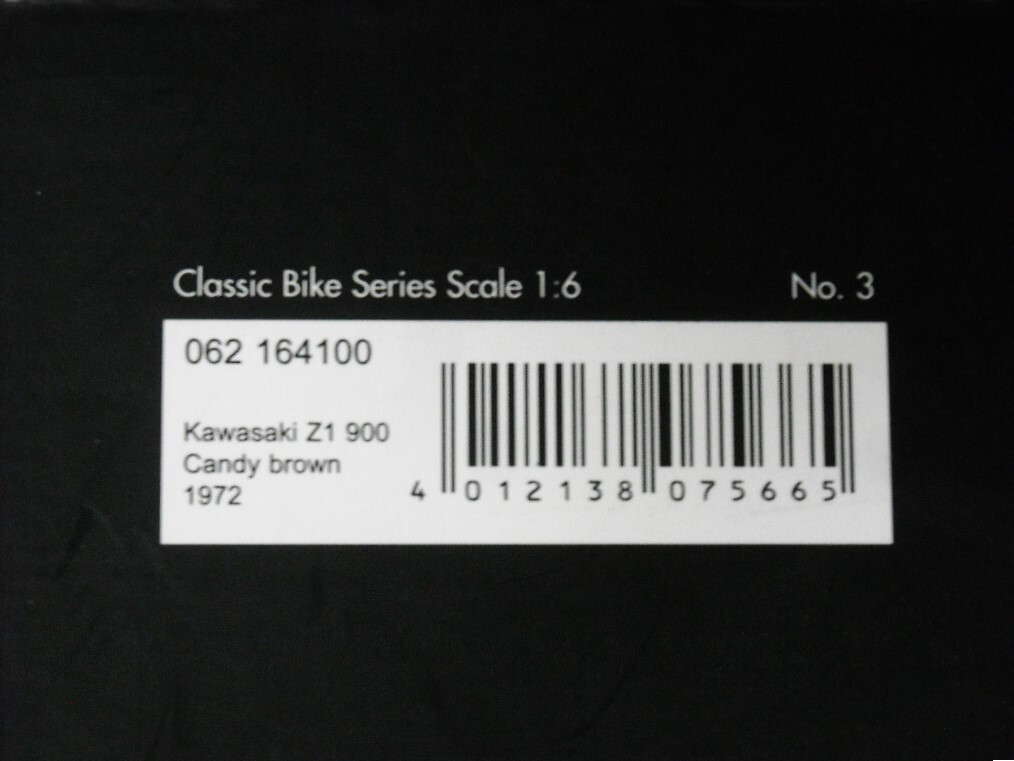 Classic Bike Series Scale 1:6 No. 3
062 164100
Kawasaki Z1 900
Candy brown
1972
4 012138 075665